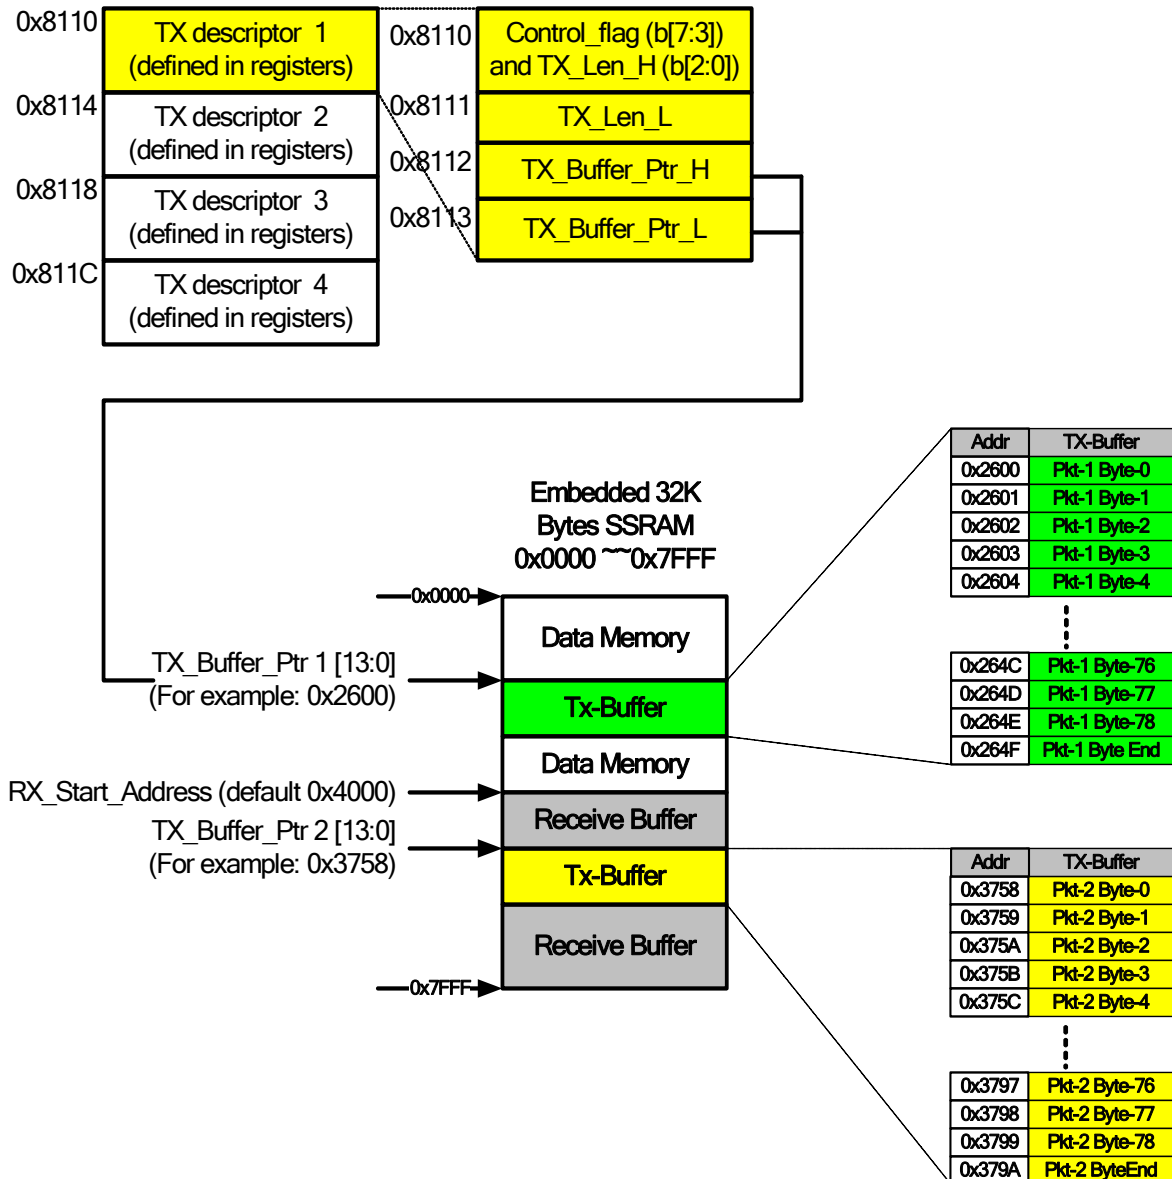 0x8110
TX descriptor 1
(defined in registers)
0x8114
TX descriptor 2
(defined in registers)
0x8118
TX descriptor 3
(defined in registers)
0x811C
TX descriptor 4
(defined in registers)
0x8110
Control_flag (b[7:3])
and TX_Len_H (b[2:0])
0x8111
TX_Len_L
0x8112
TX_Buffer_Ptr_H
0x8113
TX_Buffer_Ptr_L
Embedded 32K
Bytes SSRAM
0x0000 ~~0x7FFF
0x0000
Data Memory
TX_Buffer_Ptr 1 [13:0]
(For example: 0x2600)
Tx-Buffer
Data Memory
RX_Start_Address (default 0x4000)
Receive Buffer
TX_Buffer_Ptr 2 [13:0]
(For example: 0x3758)
Tx-Buffer
Receive Buffer
0x7FFF
Addr TX-Buffer
0x2600 Pkt-1 Byte-0
0x2601 Pkt-1 Byte-1
0x2602 Pkt-1 Byte-2
0x2603 Pkt-1 Byte-3
0x2604 Pkt-1 Byte-4
0x264C Pkt-1 Byte-76
0x264D Pkt-1 Byte-77
0x264E Pkt-1 Byte-78
0x264F Pkt-1 Byte End
Addr TX-Buffer
0x3758 Pkt-2 Byte-0
0x3759 Pkt-2 Byte-1
0x375A Pkt-2 Byte-2
0x375B Pkt-2 Byte-3
0x375C Pkt-2 Byte-4
0x3797 Pkt-2 Byte-76
0x3798 Pkt-2 Byte-77
0x3799 Pkt-2 Byte-78
0x379A Pkt-2 ByteEnd